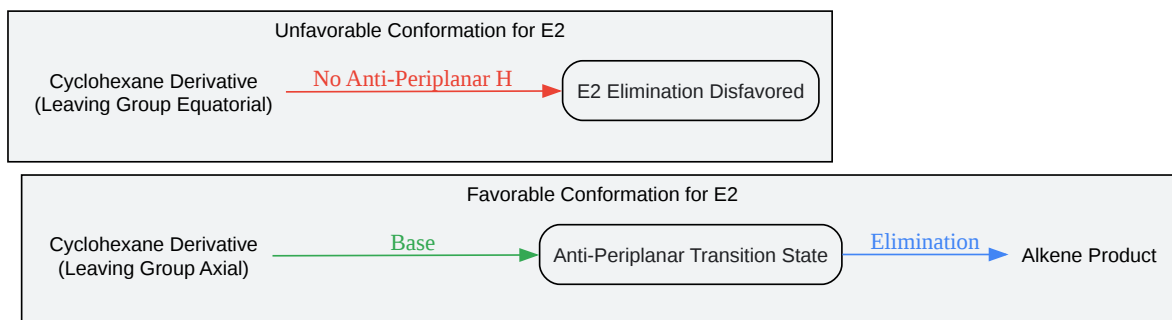 Unfavorable Conformation for E2
Cyclohexane Derivative
(Leaving Group Equatorial)
No Anti-Periplanar H
E2 Elimination Disfavored
Favorable Conformation for E2
Cyclohexane Derivative
(Leaving Group Axial)
Base
Anti-Periplanar Transition State
Elimination
Alkene Product